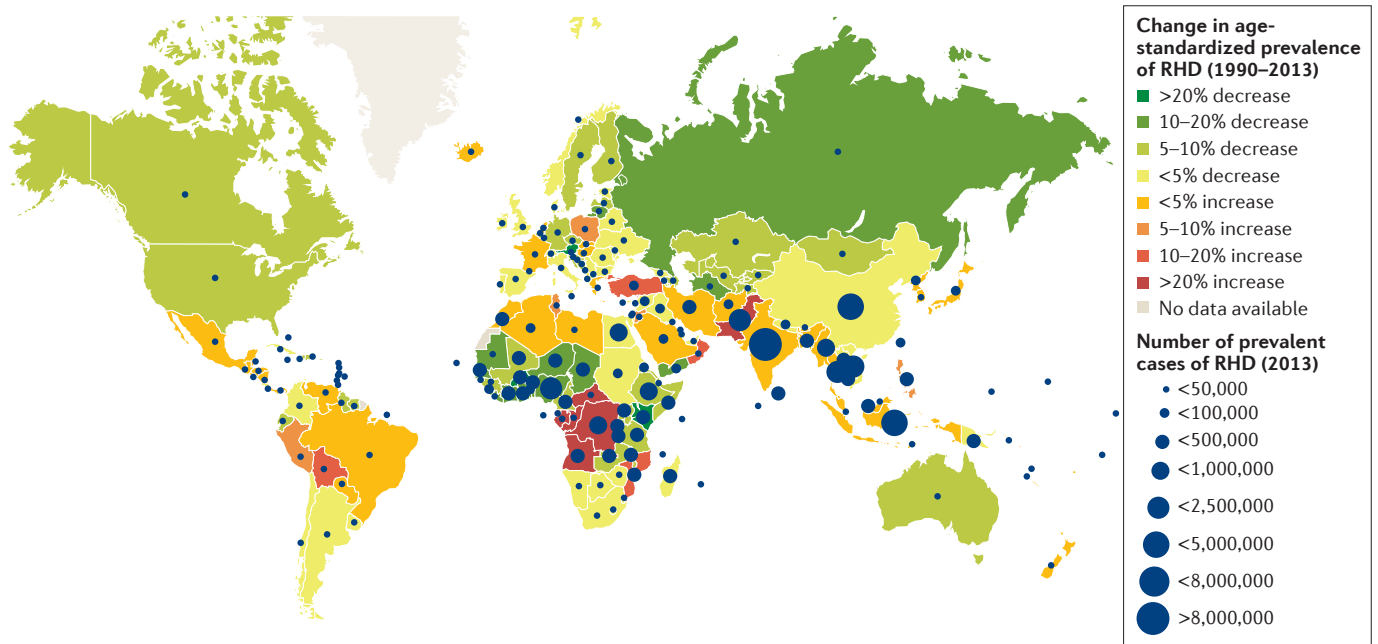 Change in age-
standardized prevalence
of RHD (1990–2013)
>20% decrease
10–20% decrease
5–10% decrease
<5% decrease
<5% increase
5–10% increase
10–20% increase
>20% increase
No data available
Number of prevalent
cases of RHD (2013)
<50,000
<100,000
<500,000
<1,000,000
<2,500,000
<5,000,000
<8,000,000
>8,000,000